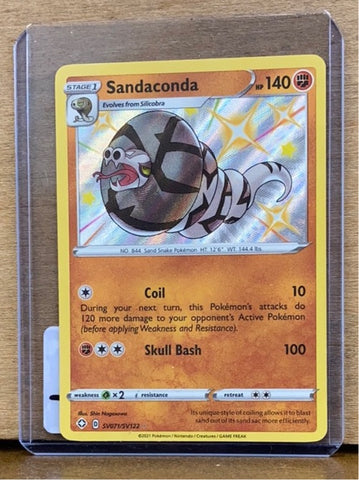 STAGE 1 Sandaconda HP 140
Evolves from Silicobra
NO. 844 Sand Snake Pokémon HT: 12'6" WT: 144.4 lbs.
Coil 10
During your next turn, this Pokémon's attacks do
120 more damage to your opponent's Active Pokémon
(before applying Weakness and Resistance).
Skull Bash 100
weakness ×2 resistance retreat
Illus. Shin Nagasawa
D SV071/SV122
Its unique style of coiling allows it to blast
sand out of its sand sac more efficiently.
©2021 Pokémon / Nintendo / Creatures / GAME FREAK